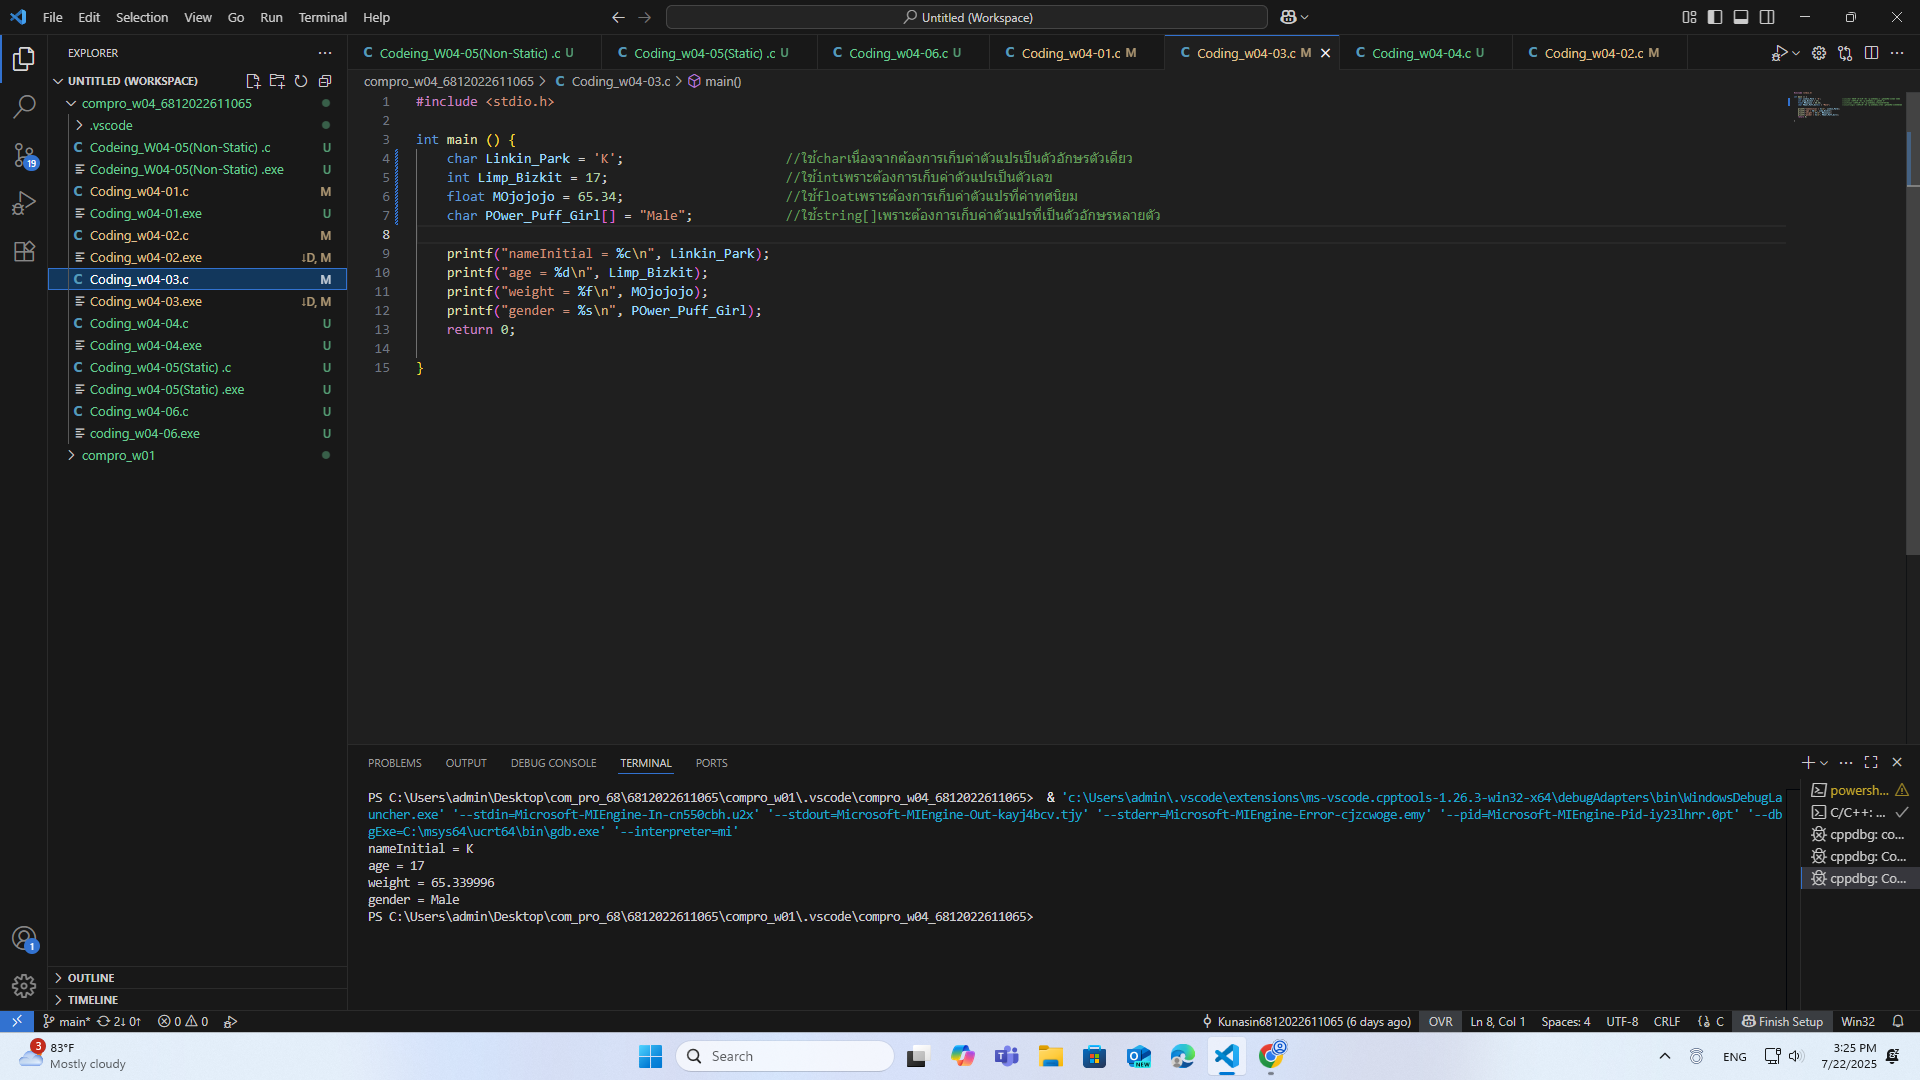 File Edit Selection View Go Run Terminal Help
Untitled (Workspace)
EXPLORER
Codeing_W04-05(Non-Static) .c U
Coding_w04-05(Static) .c U
Coding_w04-06.c U
Coding_w04-01.c M
Coding_w04-03.c M
Coding_w04-04.c U
Coding_w04-02.c M
UNTITLED (WORKSPACE)
compro_w04_6812022611065
.vscode
Codeing_W04-05(Non-Static) .c U
Codeing_W04-05(Non-Static) .exe U
Coding_w04-01.c M
Coding_w04-01.exe U
Coding_w04-02.c M
Coding_w04-02.exe ↓D, M
Coding_w04-03.c M
Coding_w04-03.exe ↓D, M
Coding_w04-04.c U
Coding_w04-04.exe U
Coding_w04-05(Static) .c U
Coding_w04-05(Static) .exe U
Coding_w04-06.c U
coding_w04-06.exe U
compro_w01
19
1
OUTLINE
TIMELINE
compro_w04_6812022611065 > C Coding_w04-03.c > main()
1 #include <stdio.h>
2
3 int main () {
4 char Linkin_Park = 'K'; //ใช้charเนื่องจากต้องการเก็บค่าตัวแปรเป็นตัวอักษรตัวเดียว
5 int Limp_Bizkit = 17; //ใช้intเพราะต้องการเก็บค่าตัวแปรเป็นตัวเลข
6 float MOjojojo = 65.34; //ใช้floatเพราะต้องการเก็บค่าตัวแปรที่ค่าทศนิยม
7 char POwer_Puff_Girl[] = "Male"; //ใช้string[]เพราะต้องการเก็บค่าตัวแปรที่เป็นตัวอักษรหลายตัว
8
9 printf("nameInitial = %c\n", Linkin_Park);
10 printf("age = %d\n", Limp_Bizkit);
11 printf("weight = %f\n", MOjojojo);
12 printf("gender = %s\n", POwer_Puff_Girl);
13 return 0;
14
15 }
PROBLEMS OUTPUT DEBUG CONSOLE TERMINAL PORTS
PS C:\Users\admin\Desktop\com_pro_68\6812022611065\compro_w01\.vscode\compro_w04_6812022611065> & 'c:\Users\admin\.vscode\extensions\ms-vscode.cpptools-1.26.3-win32-x64\debugAdapters\bin\WindowsDebugLa
uncher.exe' '--stdin=Microsoft-MIEngine-In-cn550cbh.u2x' '--stdout=Microsoft-MIEngine-Out-kayj4bcv.tjy' '--stderr=Microsoft-MIEngine-Error-cjzcwoge.emy' '--pid=Microsoft-MIEngine-Pid-iy23lhrr.0pt' '--db
gExe=C:\msys64\ucrt64\bin\gdb.exe' '--interpreter=mi'
nameInitial = K
age = 17
weight = 65.339996
gender = Male
PS C:\Users\admin\Desktop\com_pro_68\6812022611065\compro_w01\.vscode\compro_w04_6812022611065>
powersh...
C/C++: ...
cppdbg: co...
cppdbg: Co...
cppdbg: Co...
main* 2↓ 0↑ 0 0
Kunasin6812022611065 (6 days ago) OVR Ln 8, Col 1 Spaces: 4 UTF-8 CRLF {} C Finish Setup Win32
3
83°F
Mostly cloudy
Search
NEW
ENG
3:25 PM
7/22/2025